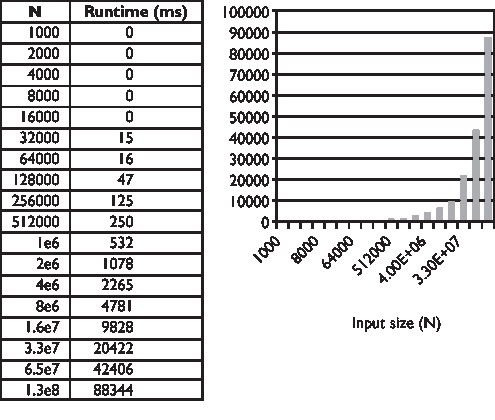 N Runtime (ms)
1000 0
2000 0
4000 0
8000 0
16000 0
32000 15
64000 16
128000 47
256000 125
512000 250
1e6 532
2e6 1078
4e6 2265
8e6 4781
1.6e7 9828
3.3e7 20422
6.5e7 42406
1.3e8 88344
100000
90000
80000
70000
60000
50000
40000
30000
20000
10000
0
1000
8000
64000
512000
4.00E+06
3.30E+07
Input size (N)